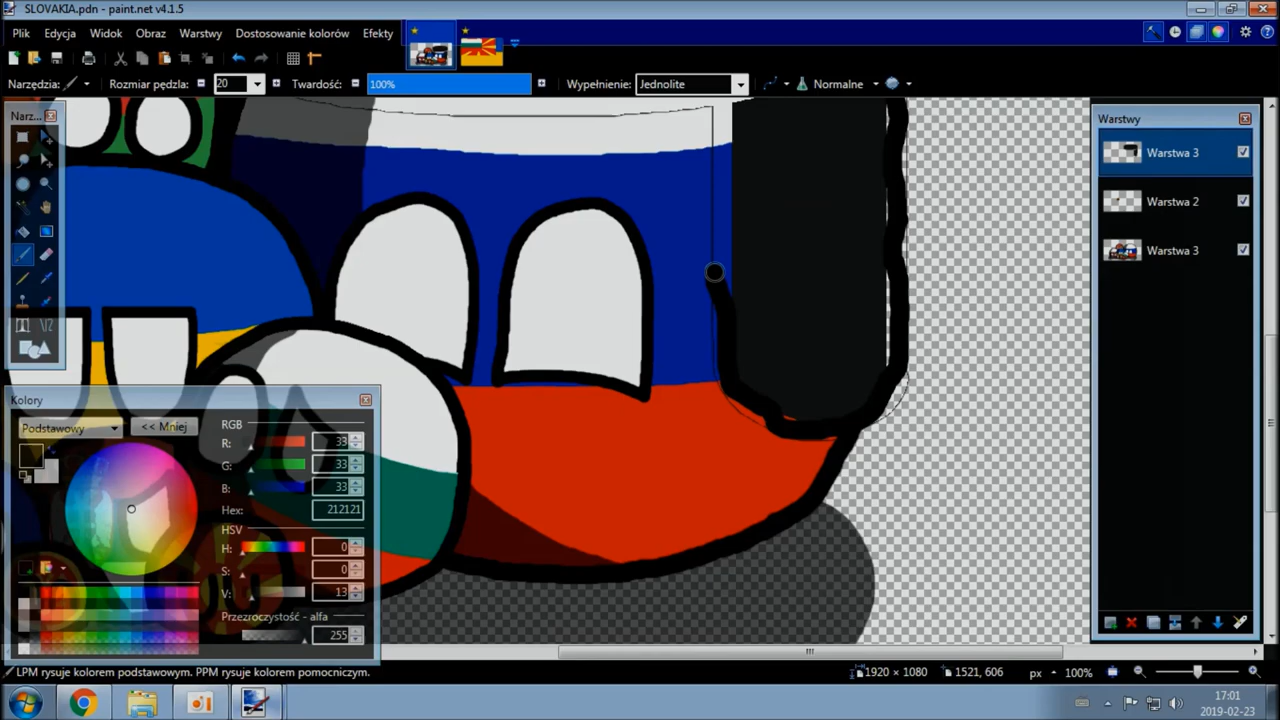 SLOVAKIA.pdn - paint.net v4.1.5
Plik Edycja Widok Obraz Warstwy Dostosowanie kolorów Efekty
Narzędzia: Rozmiar pędzla: 20 Twardość: 100% Wypełnienie: Jednolite Normalne
Narz...
Warstwy
Warstwa 3
Warstwa 2
Warstwa 3
Kolory
Podstawowy << Mniej
RGB
R: 33
G: 33
B: 33
Hex: 212121
HSV
H: 0
S: 0
V: 13
Przezroczystość - alfa
255
LPM rysuje kolorem podstawowym. PPM rysuje kolorem pomocniczym. 1920 × 1080 1521, 606 px 100%
17:01
2019-02-23